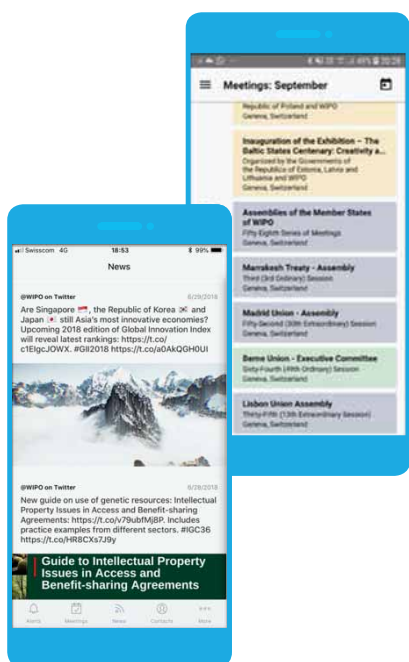 20:28
Meetings: September
Republic of Poland and WIPO
Geneva, Switzerland
Inauguration of the Exhibition – The
Baltic States Centenary: Creativity a...
Organized by the Governments of
the Republics of Estonia, Latvia and
Lithuania and WIPO
Geneva, Switzerland
Assemblies of the Member States
of WIPO
Fifty-Eighth Series of Meetings
Geneva, Switzerland
Marrakesh Treaty - Assembly
Third (3rd Ordinary) Session
Geneva, Switzerland
Madrid Union - Assembly
Fifty-Second (30th Extraordinary) Session
Geneva, Switzerland
Berne Union - Executive Committee
Sixty-Fourth (49th Ordinary) Session
Geneva, Switzerland
Lisbon Union Assembly
Thirty-Fifth (13th Extraordinary) Session
Geneva, Switzerland
Swisscom 4G 18:53 99%
News
@WIPO on Twitter 6/29/2018
Are Singapore 🇸🇬, the Republic of Korea 🇰🇷 and
Japan 🇯🇵 still Asia's most innovative economies?
Upcoming 2018 edition of Global Innovation Index
will reveal latest rankings: https://t.co/
c1ElgcJOWX. #GII2018 https://t.co/a0AkQGH0UI
@WIPO on Twitter 6/28/2018
New guide on use of genetic resources: Intellectual
Property Issues in Access and Benefit-sharing
Agreements: https://t.co/v79ubfMj8P. Includes
practice examples from different sectors. #IGC36
https://t.co/HR8CXs7J9y
Guide to Intellectual Property
Issues in Access and
Benefit-sharing Agreements
Alerts Meetings News Contacts More